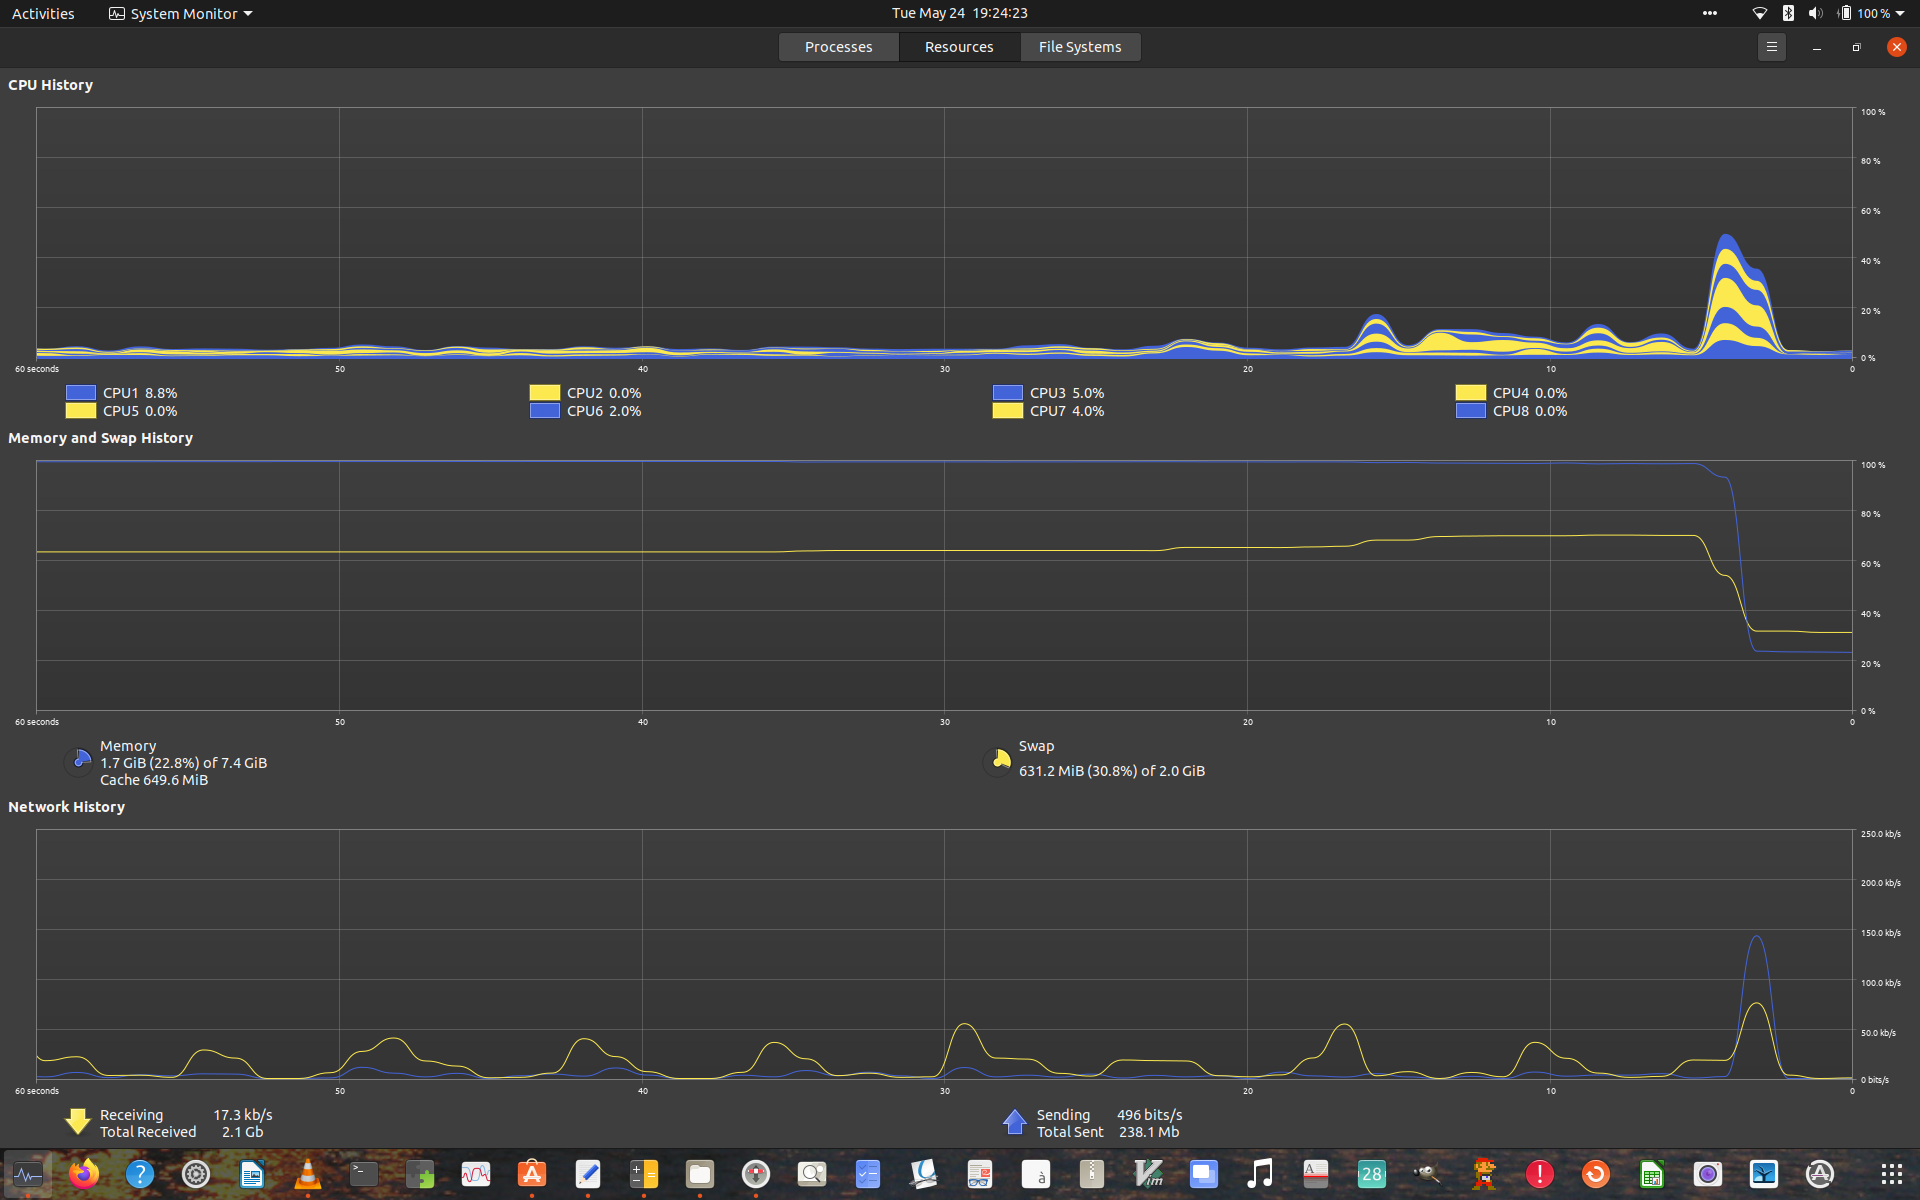 Activities System Monitor Tue May 24 19:24:23 100 %
Processes Resources File Systems
CPU History
100 %
80 %
60 %
40 %
20 %
0 %
60 seconds 50 40 30 20 10 0
CPU1 8.8% CPU2 0.0% CPU3 5.0% CPU4 0.0%
CPU5 0.0% CPU6 2.0% CPU7 4.0% CPU8 0.0%
Memory and Swap History
100 %
80 %
60 %
40 %
20 %
0 %
60 seconds 50 40 30 20 10 0
Memory Swap
1.7 GiB (22.8%) of 7.4 GiB 631.2 MiB (30.8%) of 2.0 GiB
Cache 649.6 MiB
Network History
250.0 kb/s
200.0 kb/s
150.0 kb/s
100.0 kb/s
50.0 kb/s
0 bits/s
60 seconds 50 40 30 20 10 0
Receiving 17.3 kb/s Sending 496 bits/s
Total Received 2.1 Gb Total Sent 238.1 Mb
? >_ à Vim A 28 !